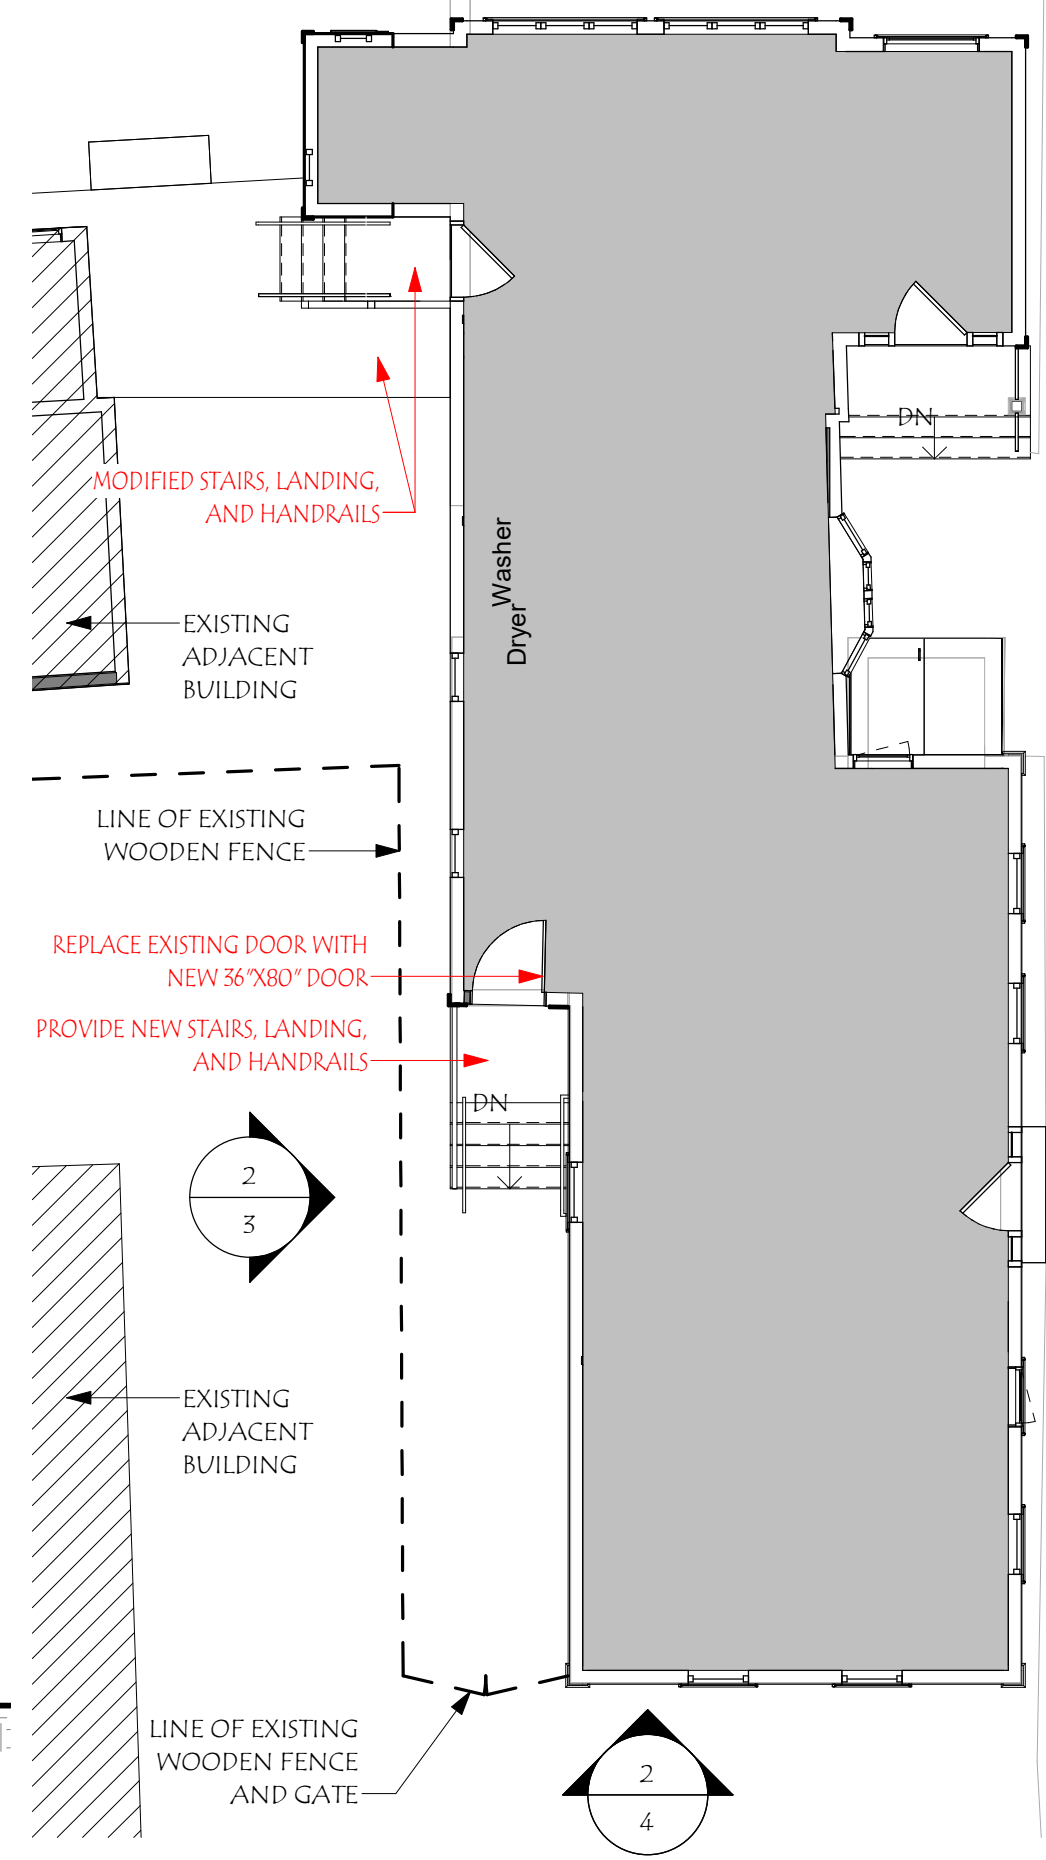 DN
MODIFIED STAIRS, LANDING,
AND HANDRAILS
Washer
Dryer
EXISTING
ADJACENT
BUILDING
LINE OF EXISTING
WOODEN FENCE
REPLACE EXISTING DOOR WITH
NEW 36"X80" DOOR
PROVIDE NEW STAIRS, LANDING,
AND HANDRAILS
DN
2
3
EXISTING
ADJACENT
BUILDING
LINE OF EXISTING
WOODEN FENCE
AND GATE
2
4